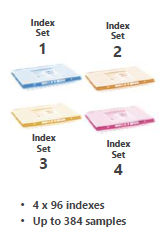 Index
Set
1
Index
Set
2
Index
Set
3
Index
Set
4
• 4 x 96 indexes
• Up to 384 samples